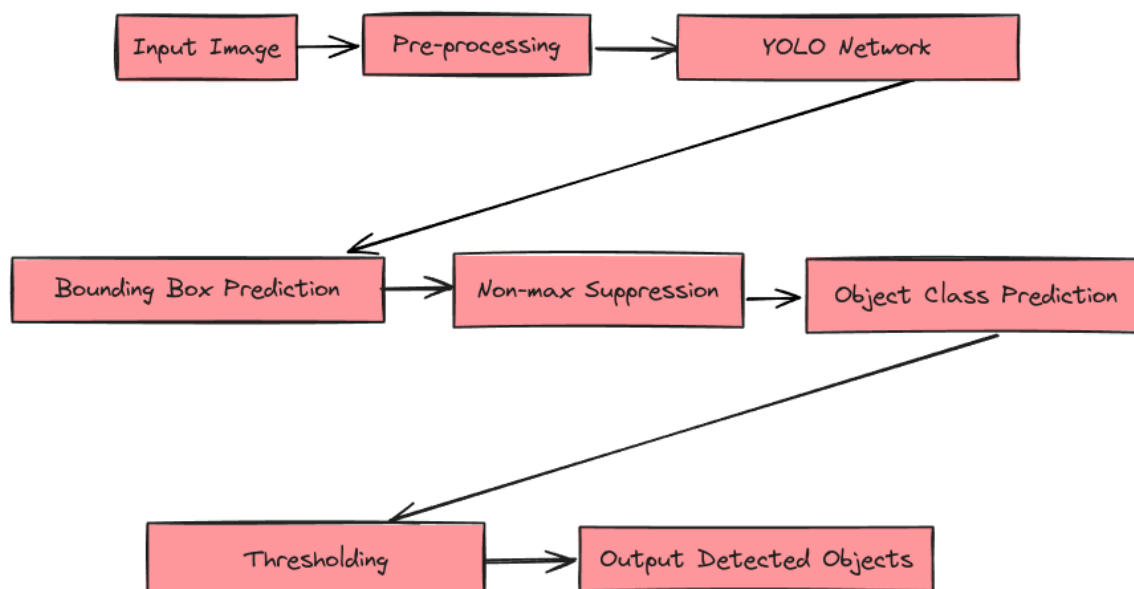 Input Image
Pre-processing
YOLO Network
Bounding Box Prediction
Non-max Suppression
Object Class Prediction
Thresholding
Output Detected Objects